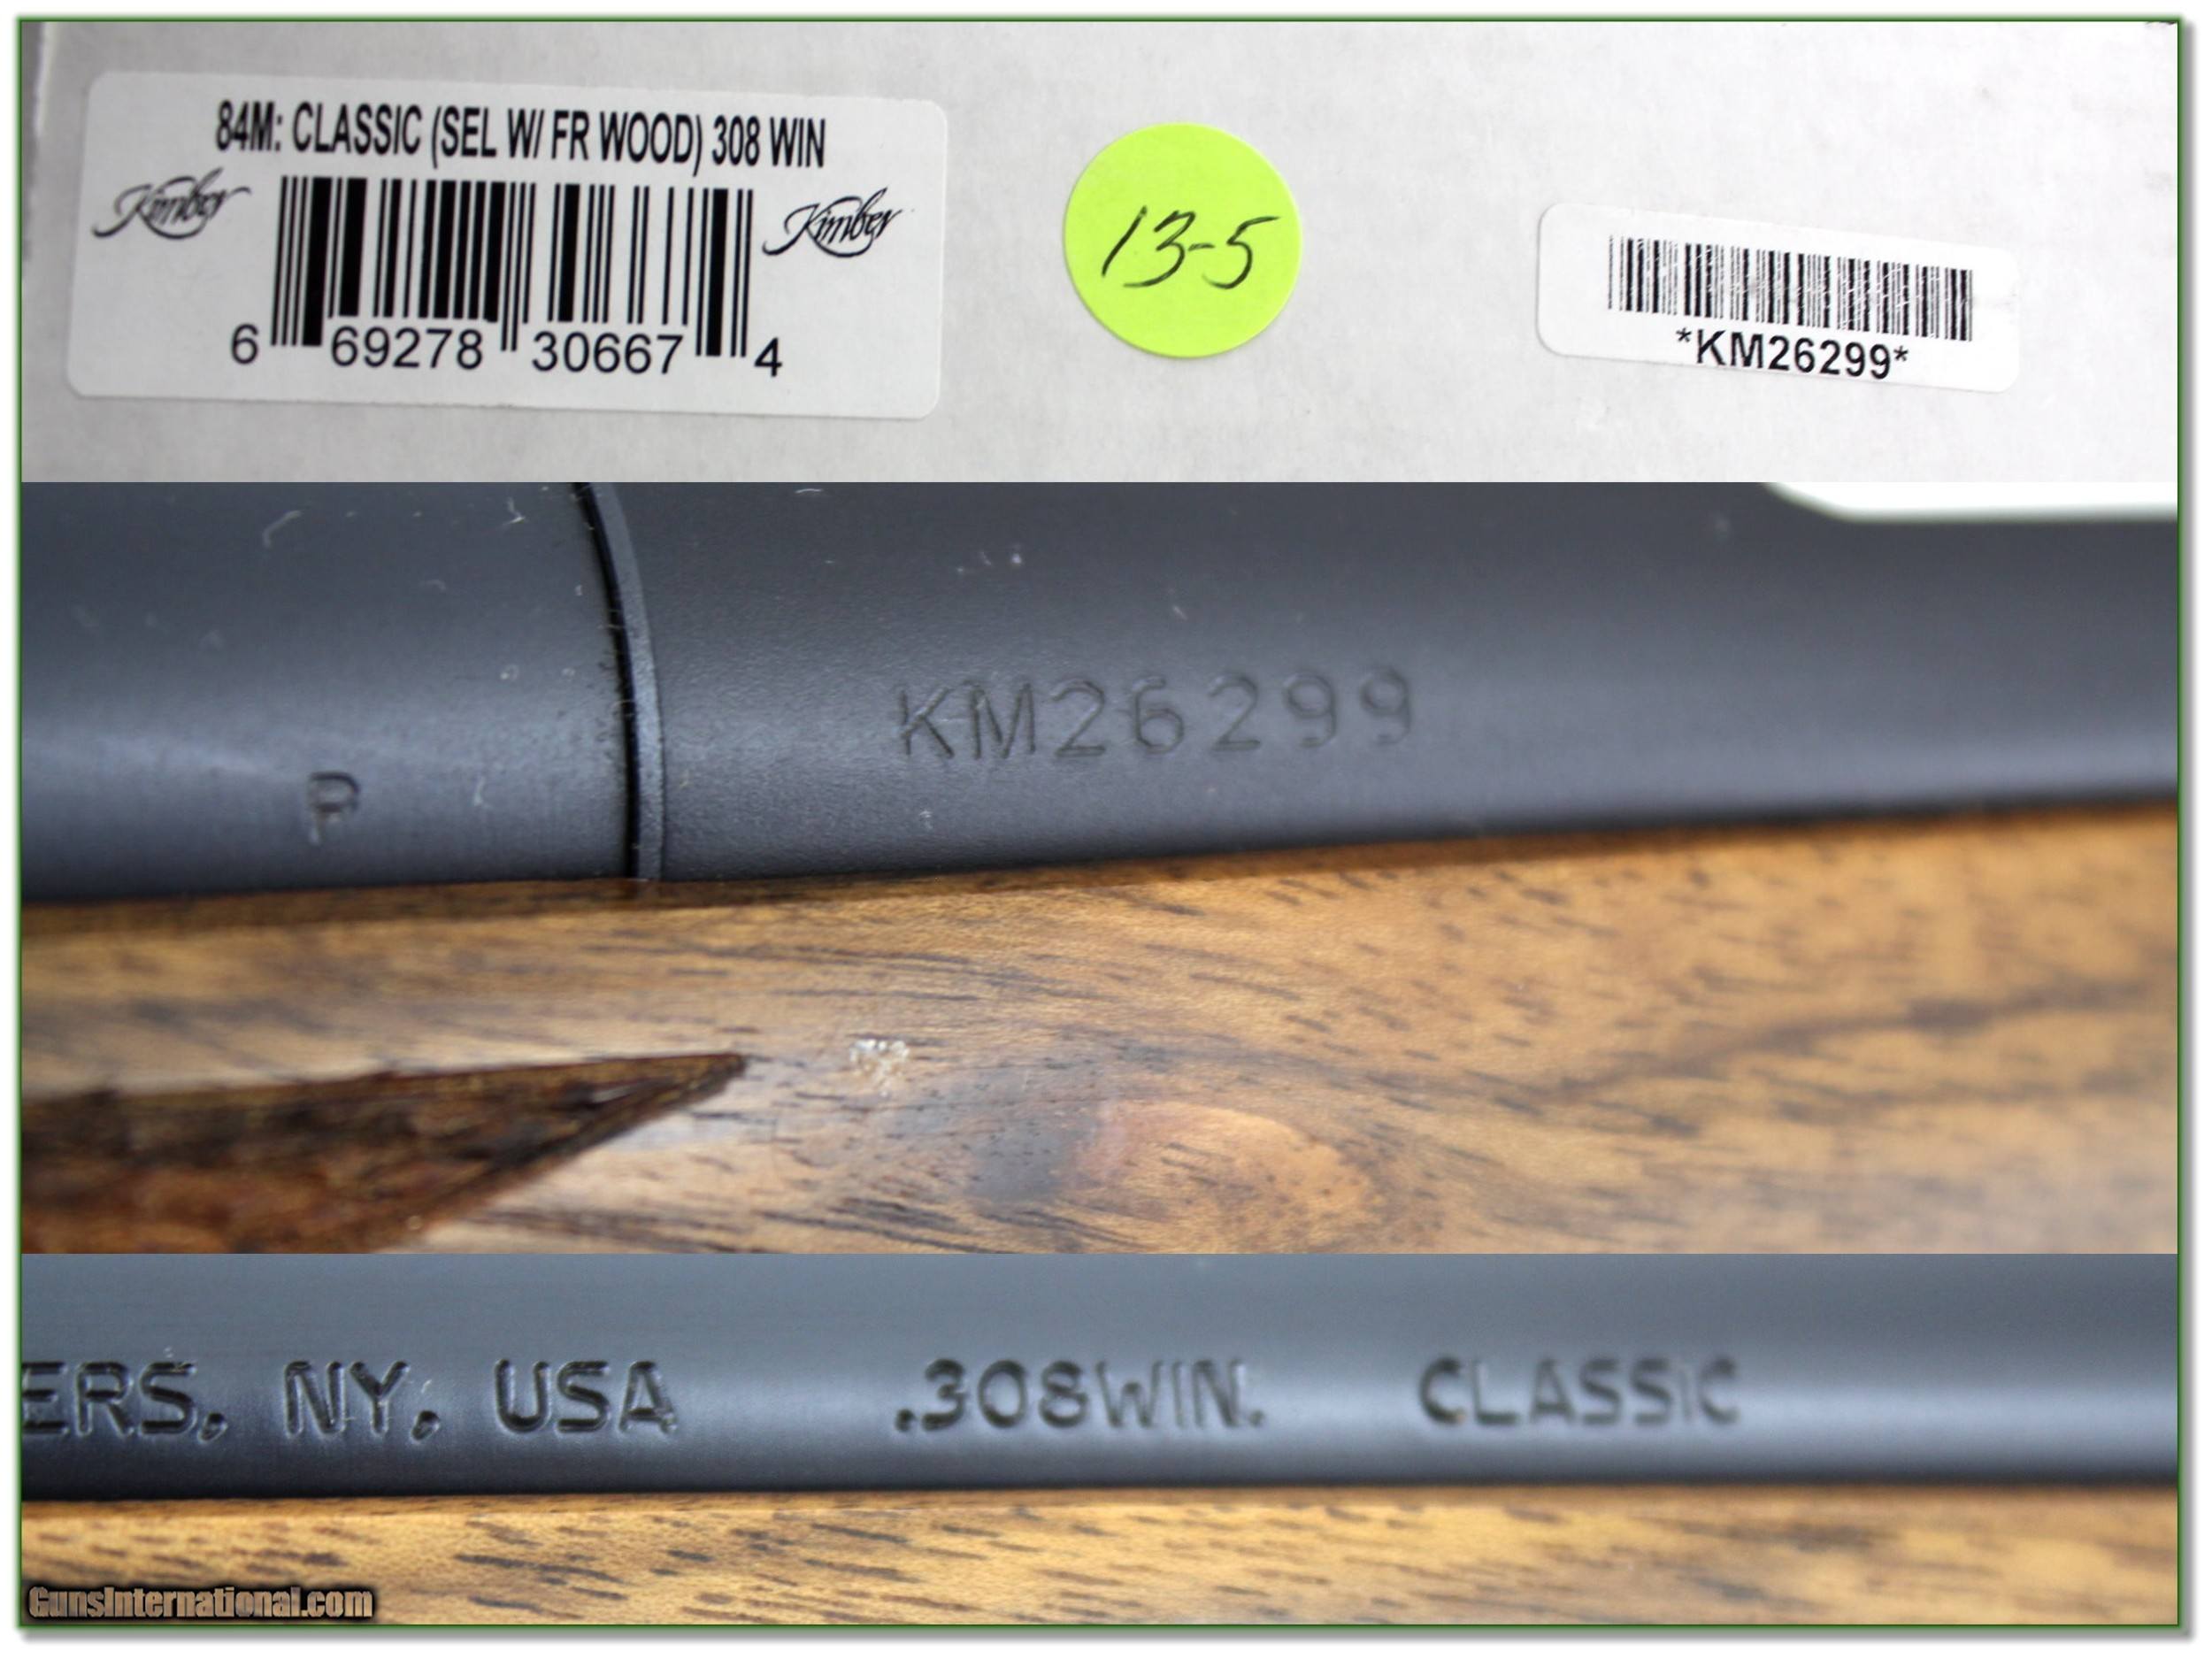 84M: CLASSIC (SEL W/ FR WOOD) 308 WIN
Kimber
Kimber
6 69278 30667 4
13-5
*KM26299*
KM26299
P
ERS, NY, USA .308WIN. CLASSIC
GunsInternational.com